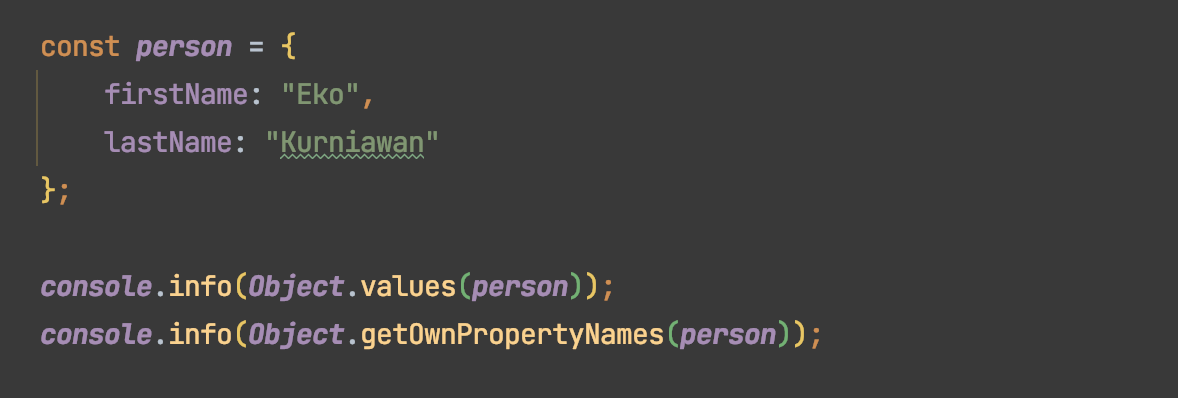 const person = {
    firstName: "Eko",
    lastName: "Kurniawan"
};

console.info(Object.values(person));
console.info(Object.getOwnPropertyNames(person));